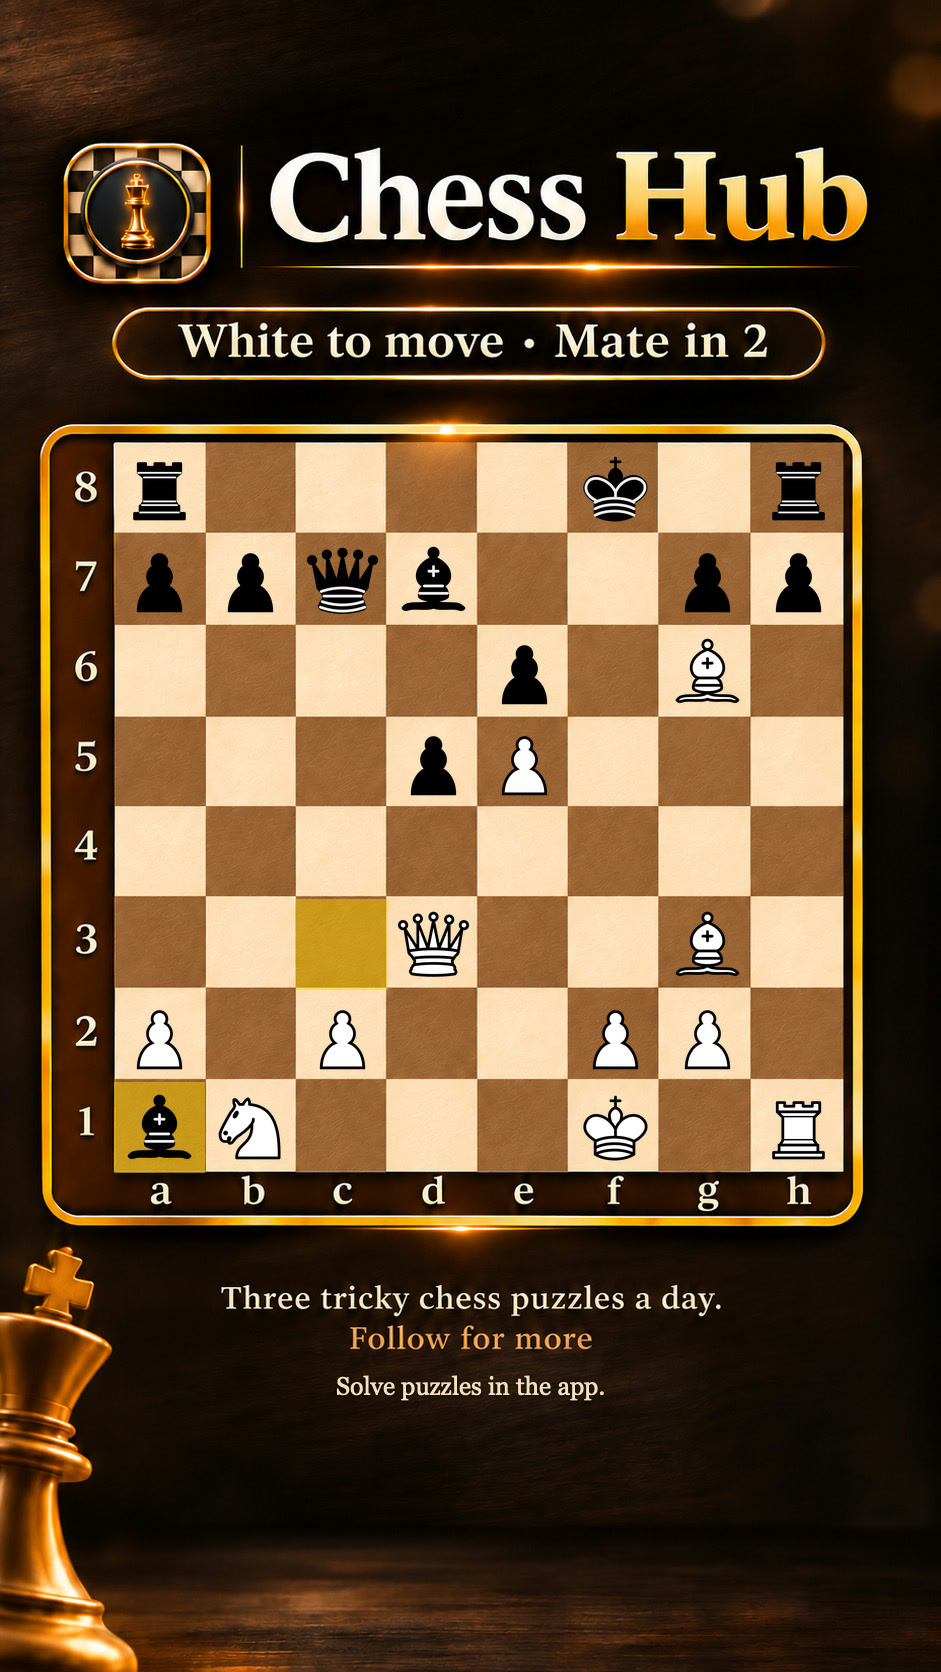 Chess Hub
White to move • Mate in 2
8
7
6
5
4
3
2
1
a b c d e f g h
Three tricky chess puzzles a day.
Follow for more
Solve puzzles in the app.